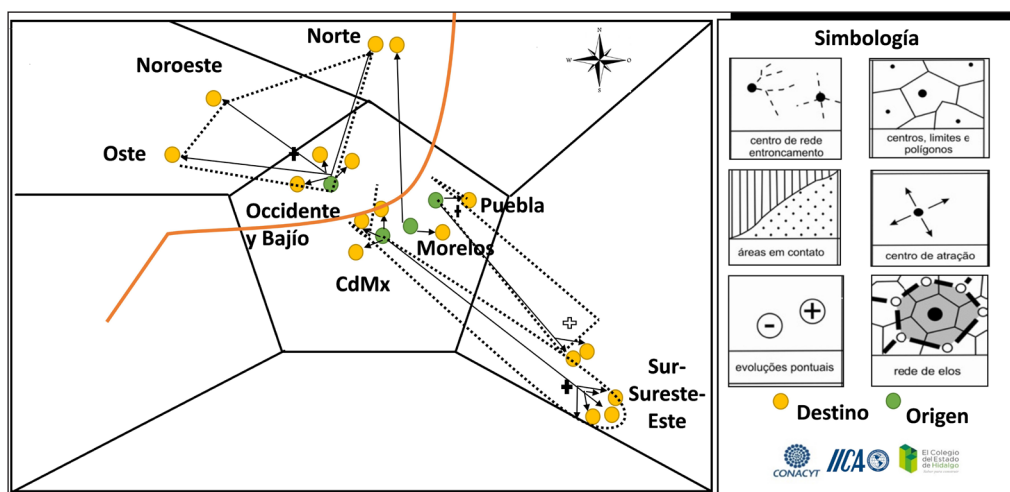 Norte
Noroeste
Oste
Occidente
y Bajío
Puebla
Morelos
CdMx
Sur-
Sureste-
Este
N
W
O
S
Simbología
centro de rede
entroncamento
centros, limites e
polígonos
áreas em contato
centro de atração
evoluções pontuais
rede de elos
Destino
Origen
CONACYT
IICA
El Colegio
del Estado
de Hidalgo